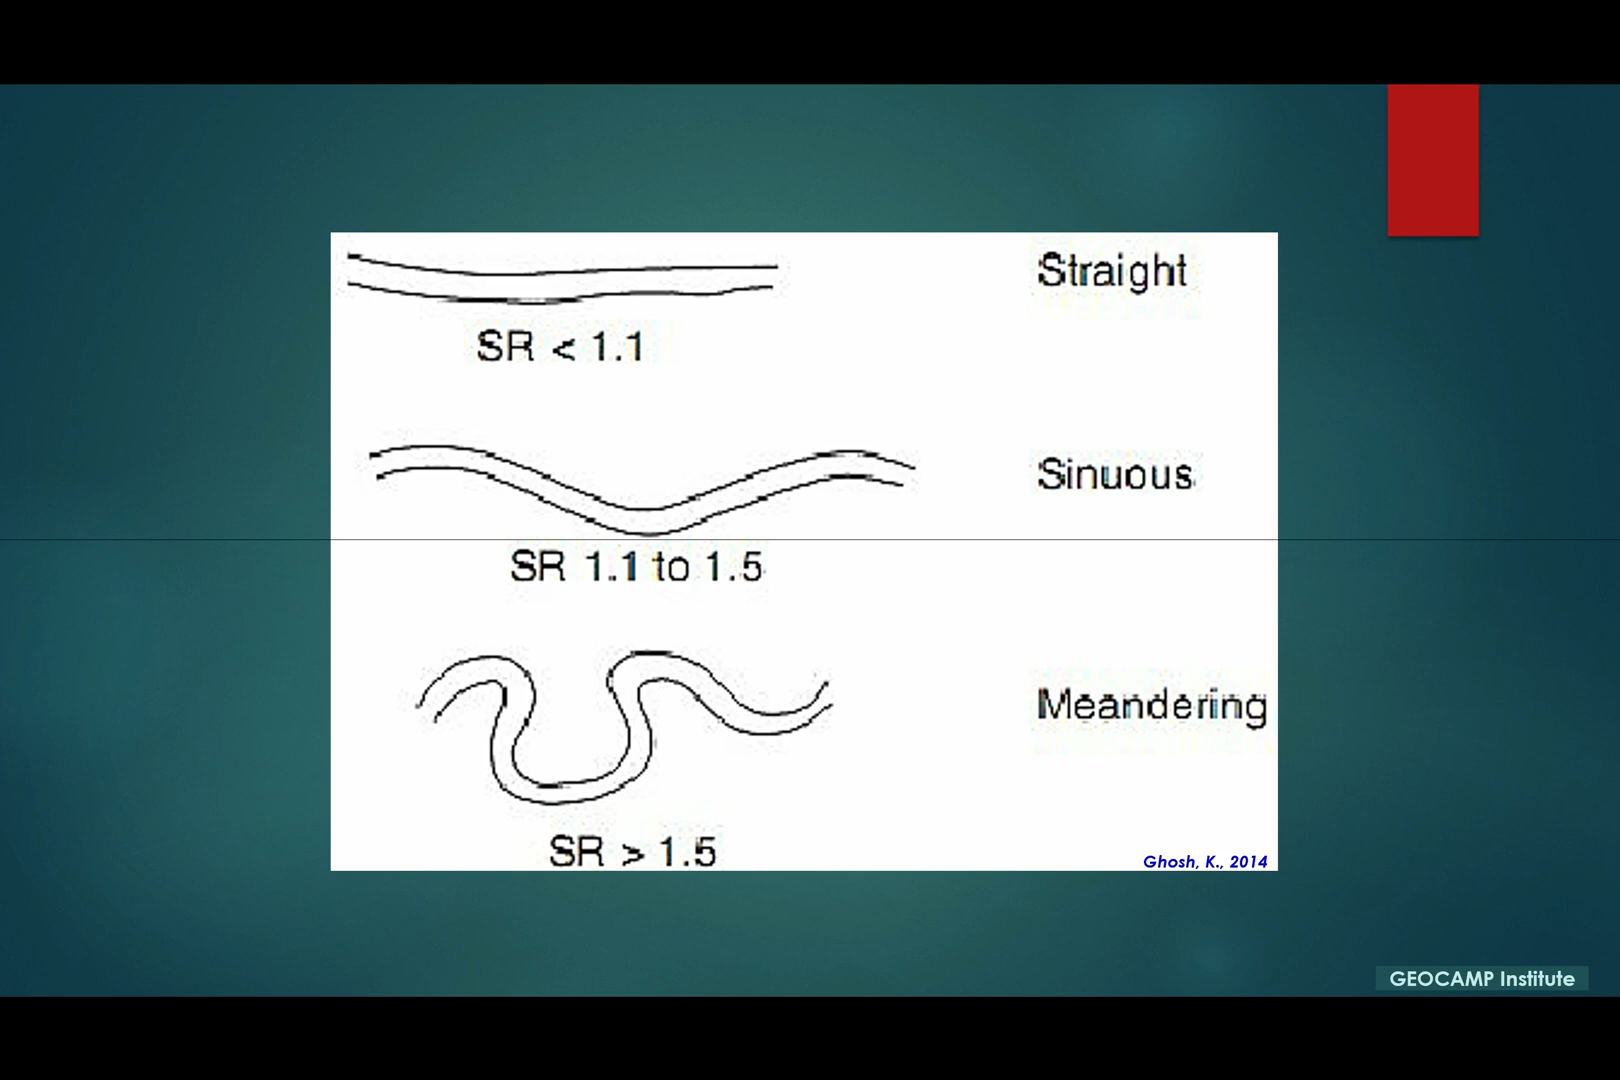 Straight
SR < 1.1
Sinuous
SR 1.1 to 1.5
Meandering
SR > 1.5
Ghosh, K., 2014
GEOCAMP Institute